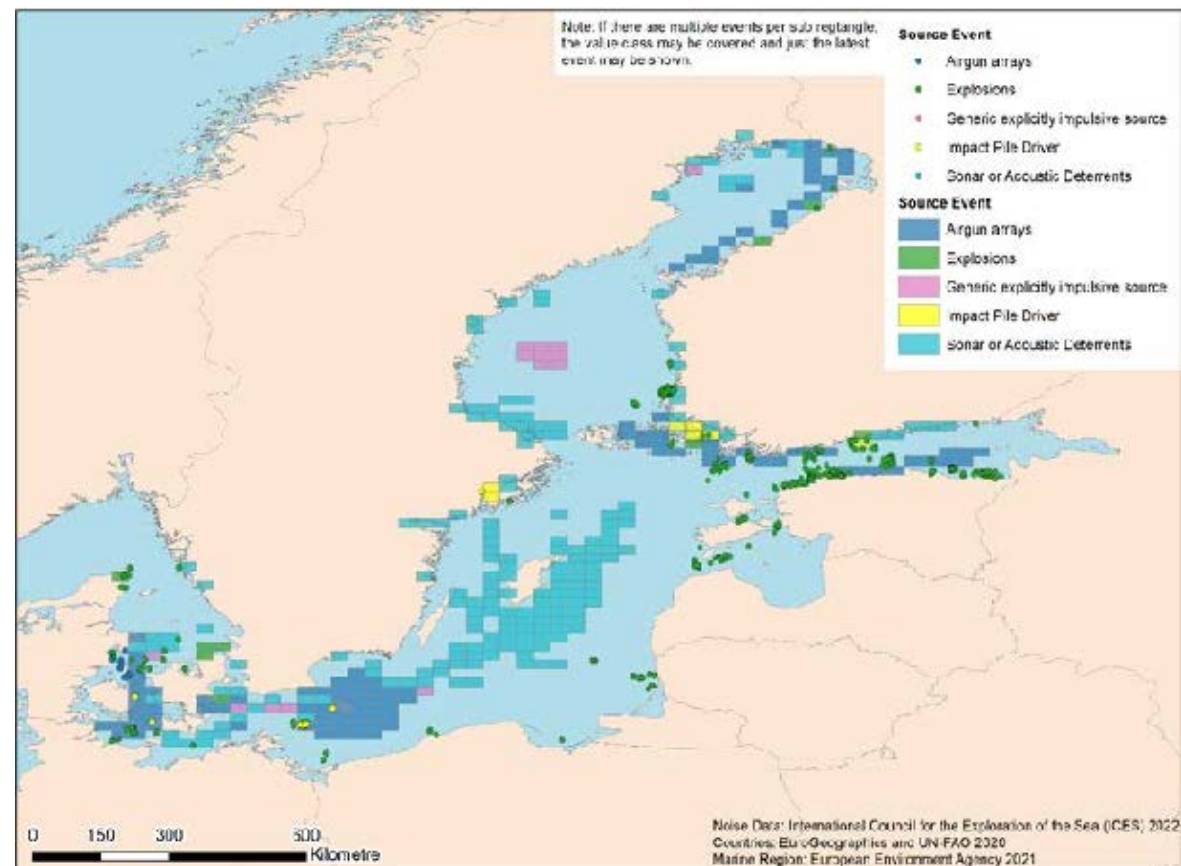 Note: If there are multiple events per sub regtangle,
the value class may be covered and just the latest
event may be shown.
Source Event
Airgun arrays
Explosions
Generic explicitly impulsive source
Impact Pile Driver
Sonar or Acoustic Deterrents
Source Event
Airgun arrays
Explosions
Generic explicitly impulsive source
Impact Pile Driver
Sonar or Acoustic Deterrents
0 150 300 600
Kilometre
Noise Data: International Council for the Exploration of the Sea (ICES) 2022
Countries: EuroGeographics and UN-FAO 2020
Marine Region: European Environment Agency 2021